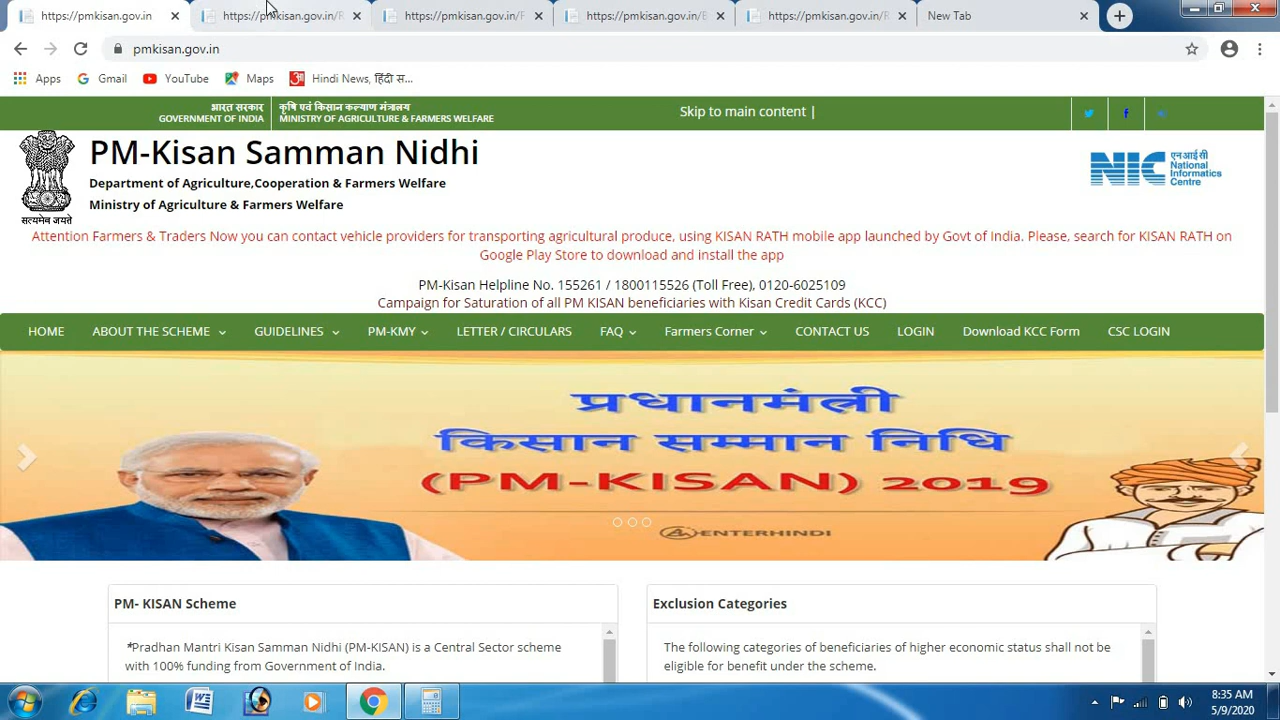 https://pmkisan.gov.in
https://pmkisan.gov.in/R
https://pmkisan.gov.in/E
https://pmkisan.gov.in/E
https://pmkisan.gov.in/R
New Tab
pmkisan.gov.in
Apps
Gmail
YouTube
Maps
Hindi News, हिंदी स...
भारत सरकार
GOVERNMENT OF INDIA
कृषि एवं किसान कल्याण मंत्रालय
MINISTRY OF AGRICULTURE & FARMERS WELFARE
Skip to main content |
PM-Kisan Samman Nidhi
Department of Agriculture,Cooperation & Farmers Welfare
Ministry of Agriculture & Farmers Welfare
सत्यमेव जयते
NIC
एन आई सी
National
Informatics
Centre
Attention Farmers & Traders Now you can contact vehicle providers for transporting agricultural produce, using KISAN RATH mobile app launched by Govt of India. Please, search for KISAN RATH on
Google Play Store to download and install the app
PM-Kisan Helpline No. 155261 / 1800115526 (Toll Free), 0120-6025109
Campaign for Saturation of all PM KISAN beneficiaries with Kisan Credit Cards (KCC)
HOME
ABOUT THE SCHEME
GUIDELINES
PM-KMY
LETTER / CIRCULARS
FAQ
Farmers Corner
CONTACT US
LOGIN
Download KCC Form
CSC LOGIN
प्रधानमंत्री
किसान सम्मान निधि
(PM-KISAN) 2019
ENTERHINDI
PM- KISAN Scheme
*Pradhan Mantri Kisan Samman Nidhi (PM-KISAN) is a Central Sector scheme
with 100% funding from Government of India.
Exclusion Categories
The following categories of beneficiaries of higher economic status shall not be
eligible for benefit under the scheme.
8:35 AM
5/9/2020